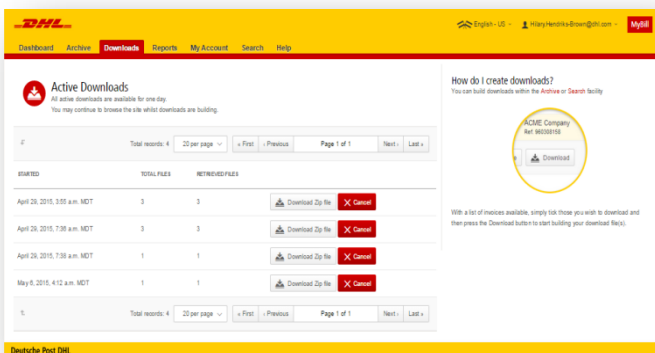 DHL
English - US
HilaryHendriks-Brown@dhl.com
MyBill
Dashboard Archive Downloads Reports My Account Search Help
Active Downloads
All active downloads are available for one day.
You may continue to browse the site whilst downloads are building.
Total records: 4 20 per page « First ‹ Previous Page 1 of 1 Next › Last »
STARTED TOTAL FILES RETRIEVED FILES
April 29, 2015, 3:55 a.m. MDT 3 3 Download Zip file X Cancel
April 29, 2015, 7:36 a.m. MDT 3 3 Download Zip file X Cancel
April 29, 2015, 7:38 a.m. MDT 1 1 Download Zip file X Cancel
May 6, 2015, 4:12 a.m. MDT 1 1 Download Zip file X Cancel
Total records: 4 20 per page « First ‹ Previous Page 1 of 1 Next › Last »
How do I create downloads?
You can build downloads within the Archive or Search facility
ACME Company
Ref: 960308158
Download
With a list of invoices available, simply tick those you wish to download and
then press the Download button to start building your download file(s).
Deutsche Post DHL